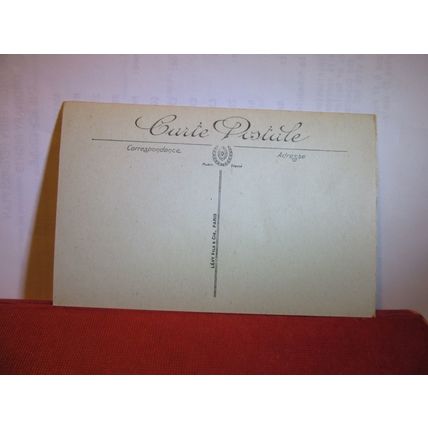 Carte Postale
Correspondance
Adresse
LÉVY FILS & CIE, PARIS